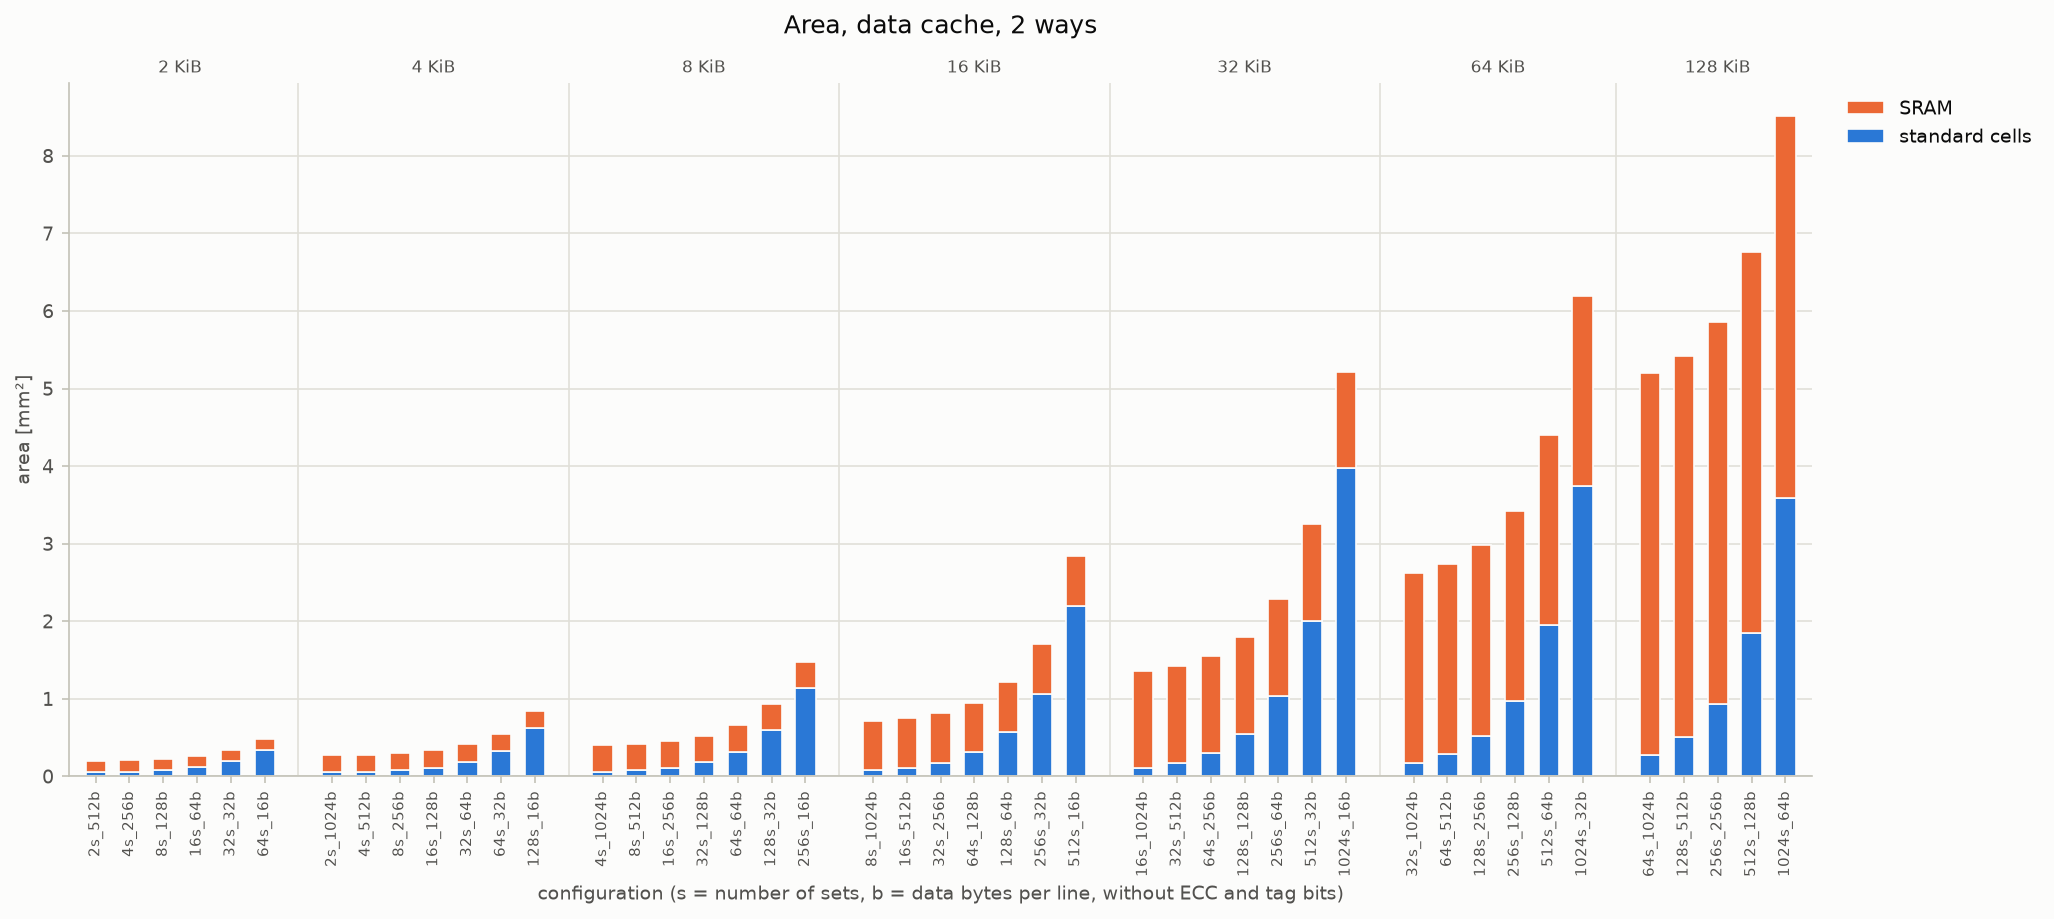 Area, data cache, 2 ways
2 KiB 4 KiB 8 KiB 16 KiB 32 KiB 64 KiB 128 KiB
SRAM
standard cells
area [mm²]
8
7
6
5
4
3
2
1
0
2s_512b 4s_256b 8s_128b 16s_64b 32s_32b 64s_16b 2s_1024b 4s_512b 8s_256b 16s_128b 32s_64b 64s_32b 128s_16b 4s_1024b 8s_512b 16s_256b 32s_128b 64s_64b 128s_32b 256s_16b 8s_1024b 16s_512b 32s_256b 64s_128b 128s_64b 256s_32b 512s_16b 16s_1024b 32s_512b 64s_256b 128s_128b 256s_64b 512s_32b 1024s_16b 32s_1024b 64s_512b 128s_256b 256s_128b 512s_64b 1024s_32b 64s_1024b 128s_512b 256s_256b 512s_128b 1024s_64b
configuration (s = number of sets, b = data bytes per line, without ECC and tag bits)